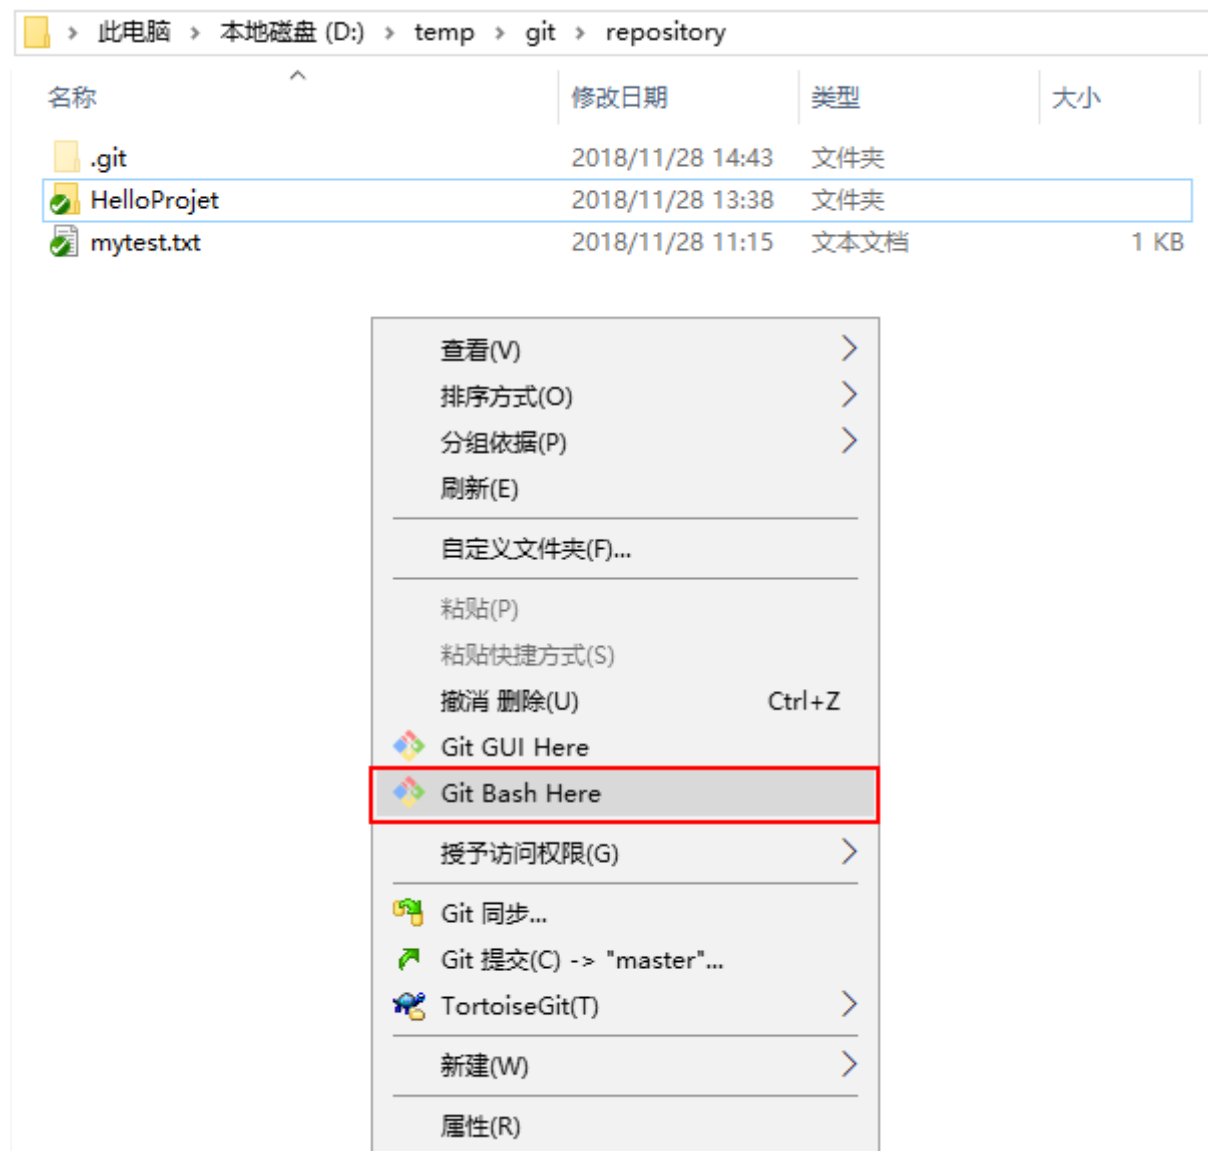 此电脑 > 本地磁盘 (D:) > temp > git > repository
名称 修改日期 类型 大小
.git 2018/11/28 14:43 文件夹
HelloProjet 2018/11/28 13:38 文件夹
mytest.txt 2018/11/28 11:15 文本文档 1 KB
查看(V)
排序方式(O)
分组依据(P)
刷新(E)
自定义文件夹(F)...
粘贴(P)
粘贴快捷方式(S)
撤消 删除(U) Ctrl+Z
Git GUI Here
Git Bash Here
授予访问权限(G)
Git 同步...
Git 提交(C) -> "master"...
TortoiseGit(T)
新建(W)
属性(R)